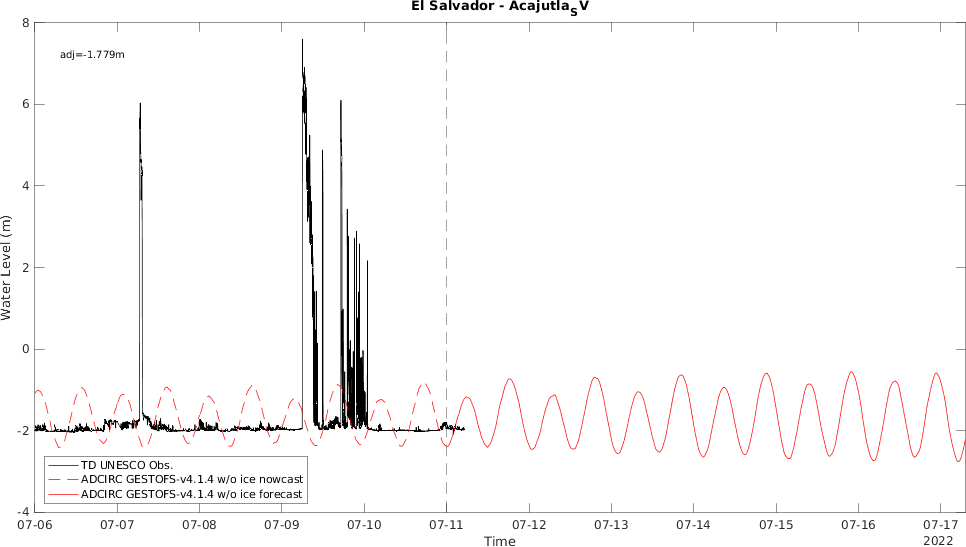 El Salvador - AcajutlaSV
adj=-1.779m
8
6
4
2
0
-2
-4
Water Level (m)
TD UNESCO Obs.
ADCIRC GESTOFS-v4.1.4 w/o ice nowcast
ADCIRC GESTOFS-v4.1.4 w/o ice forecast
07-06 07-07 07-08 07-09 07-10 07-11 07-12 07-13 07-14 07-15 07-16 07-17
Time
2022